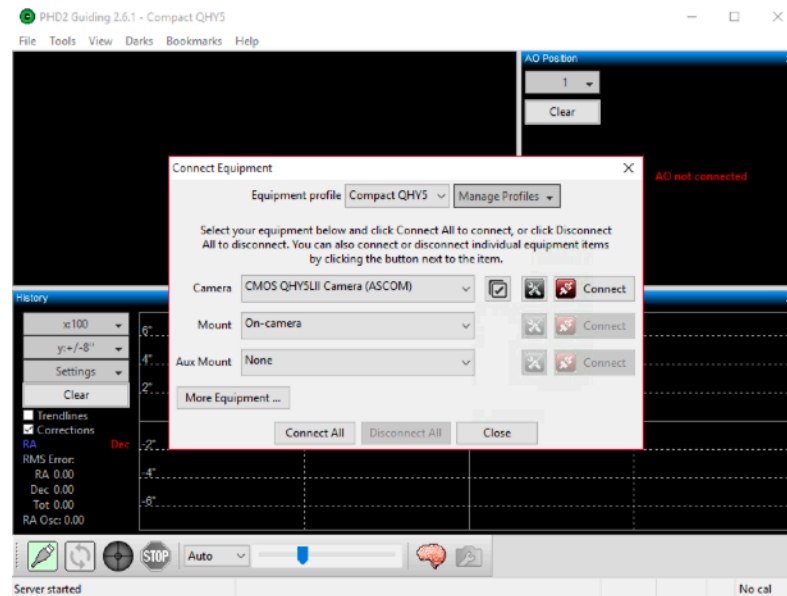 PHD2 Guiding 2.6.1 - Compact QHY5
File Tools View Darks Bookmarks Help
AO Position
1
Clear
AO not connected
Connect Equipment
Equipment profile Compact QHY5 Manage Profiles
Select your equipment below and click Connect All to connect, or click Disconnect
All to disconnect. You can also connect or disconnect individual equipment items
by clicking the button next to the item.
Camera CMOS QHY5LII Camera (ASCOM) Connect
Mount On-camera Connect
Aux Mount None Connect
More Equipment ...
Connect All Disconnect All Close
History
x:100
y:+/-8"
Settings
Clear
Trendlines
Corrections
RA Dec
RMS Error:
RA 0.00
Dec 0.00
Tot 0.00
RA Osc: 0.00
6"
4"
2"
-2"
-4"
-6"
STOP Auto
Server started No cal